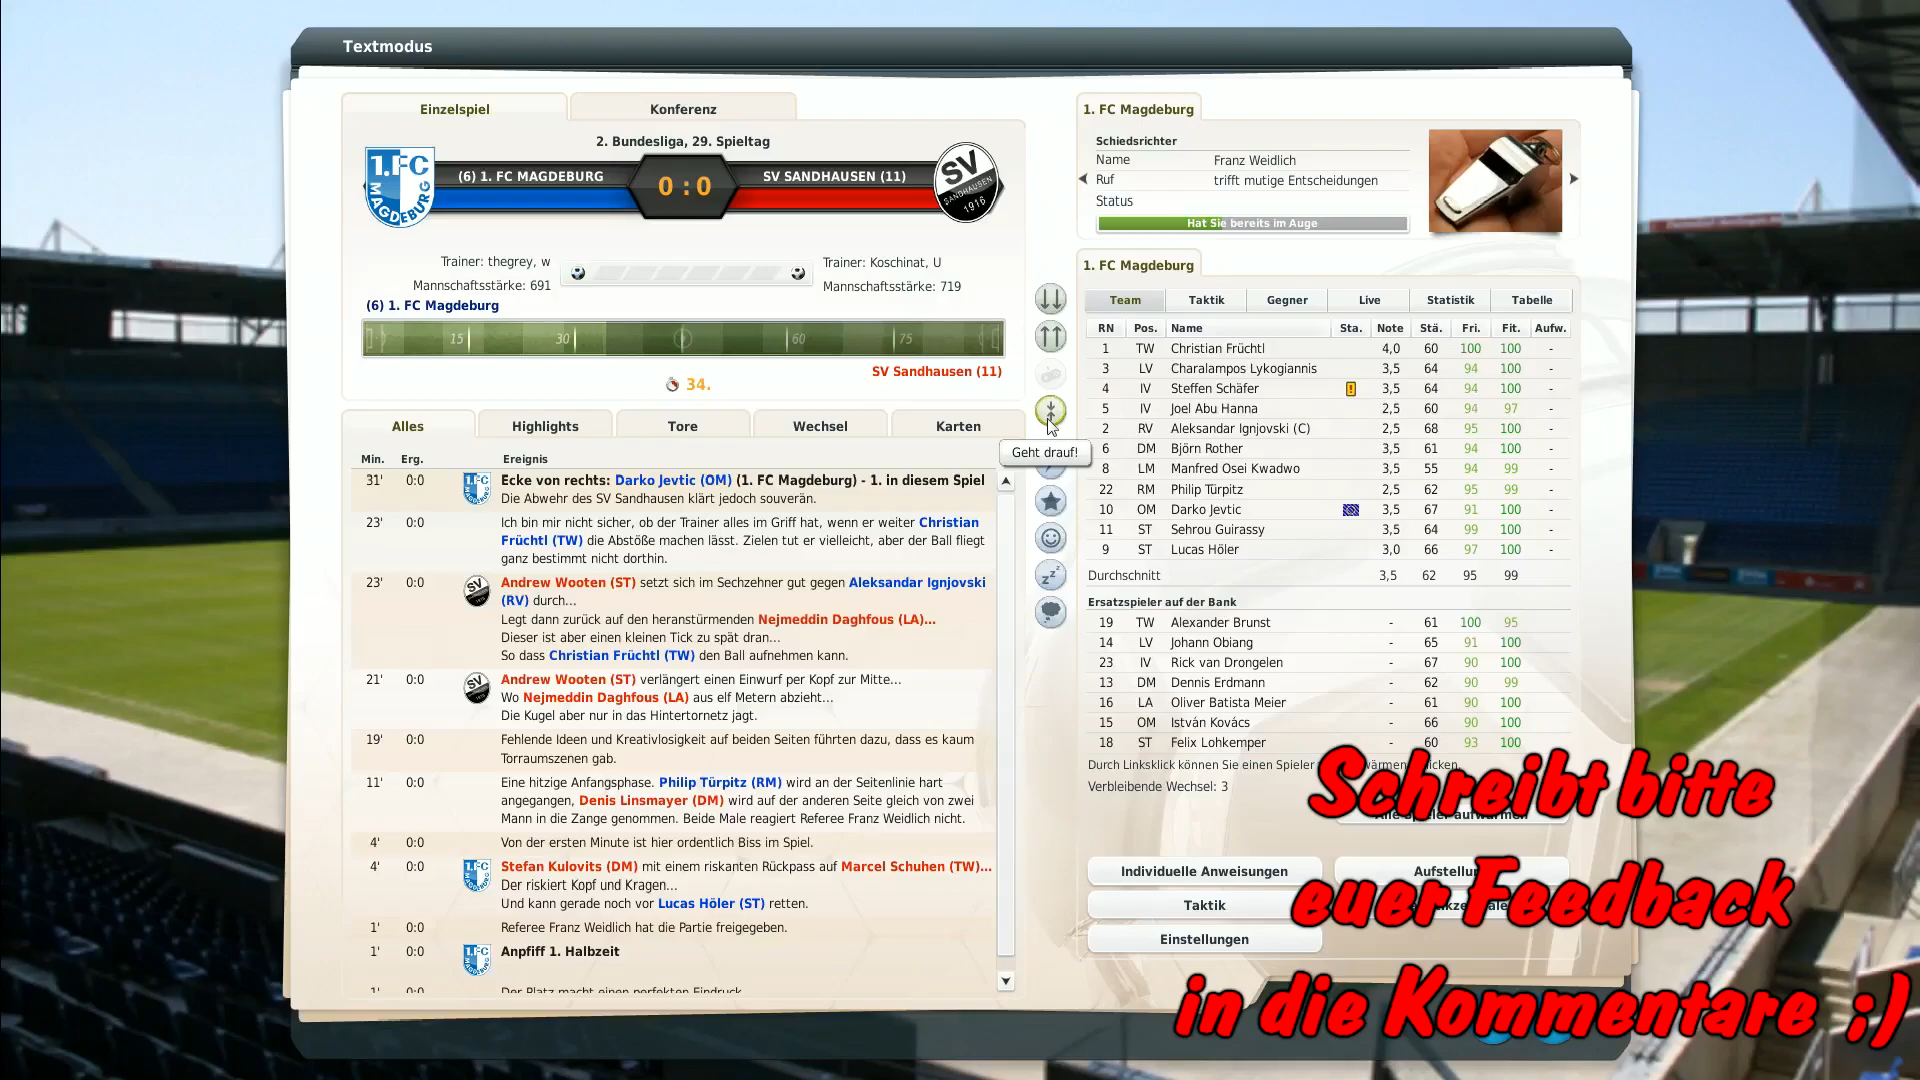 Textmodus
Einzelspiel
Konferenz
2. Bundesliga, 29. Spieltag
1.FC
MAGDEBURG
(6) 1. FC MAGDEBURG
0 : 0
SV SANDHAUSEN (11)
SV
SANDHAUSEN
1916
Trainer: thegrey, w
Mannschaftsstärke: 691
Trainer: Koschinat, U
Mannschaftsstärke: 719
(6) 1. FC Magdeburg
15 30 60 75
SV Sandhausen (11)
34.
Alles
Highlights
Tore
Wechsel
Karten
Min. Erg. Ereignis
31' 0:0 Ecke von rechts: Darko Jevtic (OM) (1. FC Magdeburg) - 1. in diesem Spiel
Die Abwehr des SV Sandhausen klärt jedoch souverän.
23' 0:0 Ich bin mir nicht sicher, ob der Trainer alles im Griff hat, wenn er weiter Christian
Früchtl (TW) die Abstöße machen lässt. Zielen tut er vielleicht, aber der Ball fliegt
ganz bestimmt nicht dorthin.
23' 0:0 Andrew Wooten (ST) setzt sich im Sechzehner gut gegen Aleksandar Ignjovski
(RV) durch...
Legt dann zurück auf den heranstürmenden Nejmeddin Daghfous (LA)...
Dieser ist aber einen kleinen Tick zu spät dran...
So dass Christian Früchtl (TW) den Ball aufnehmen kann.
21' 0:0 Andrew Wooten (ST) verlängert einen Einwurf per Kopf zur Mitte...
Wo Nejmeddin Daghfous (LA) aus elf Metern abzieht...
Die Kugel aber nur in das Hintertornetz jagt.
19' 0:0 Fehlende Ideen und Kreativlosigkeit auf beiden Seiten führten dazu, dass es kaum
Torraumszenen gab.
11' 0:0 Eine hitzige Anfangsphase. Philip Türpitz (RM) wird an der Seitenlinie hart
angegangen, Denis Linsmayer (DM) wird auf der anderen Seite gleich von zwei
Mann in die Zange genommen. Beide Male reagiert Referee Franz Weidlich nicht.
4' 0:0 Von der ersten Minute ist hier ordentlich Biss im Spiel.
4' 0:0 Stefan Kulovits (DM) mit einem riskanten Rückpass auf Marcel Schuhen (TW)...
Der riskiert Kopf und Kragen...
Und kann gerade noch vor Lucas Höler (ST) retten.
1' 0:0 Referee Franz Weidlich hat die Partie freigegeben.
1' 0:0 Anpfiff 1. Halbzeit
1' 0:0 Der Platz macht einen perfekten Eindruck.
Geht drauf!
1. FC Magdeburg
Schiedsrichter
Name Franz Weidlich
Ruf trifft mutige Entscheidungen
Status
Hat Sie bereits im Auge
1. FC Magdeburg
Team Taktik Gegner Live Statistik Tabelle
RN Pos. Name Sta. Note Stä. Fri. Fit. Aufw.
1 TW Christian Früchtl 4,0 60 100 100 -
3 LV Charalampos Lykogiannis 3,5 64 94 100 -
4 IV Steffen Schäfer ! 3,5 64 94 100 -
5 IV Joel Abu Hanna 2,5 60 94 97 -
2 RV Aleksandar Ignjovski (C) 2,5 68 95 100 -
6 DM Björn Rother 3,5 61 94 100 -
8 LM Manfred Osei Kwadwo 3,5 55 94 99 -
22 RM Philip Türpitz 2,5 62 95 99 -
10 OM Darko Jevtic 3,5 67 91 100 -
11 ST Sehrou Guirassy 3,5 64 99 100 -
9 ST Lucas Höler 3,0 66 97 100 -
Durchschnitt 3,5 62 95 99
Ersatzspieler auf der Bank
19 TW Alexander Brunst - 61 100 95
14 LV Johann Obiang - 65 91 100
23 IV Rick van Drongelen - 67 90 100
13 DM Dennis Erdmann - 62 90 99
16 LA Oliver Batista Meier - 61 90 100
15 OM István Kovács - 66 90 100
18 ST Felix Lohkemper - 60 93 100
Durch Linksklick können Sie einen Spieler
Verbleibende Wechsel: 3
Alle Spieler aufwärmen
Individuelle Anweisungen
Taktik
Einstellungen
Schreibt bitte
euer Feedback
in die Kommentare ;)